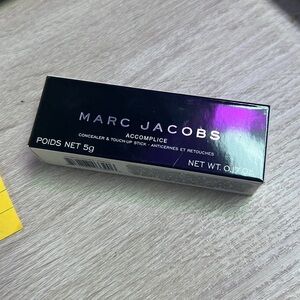 MARC JACOBS
ACCOMPLICE
CONCEALER & TOUCH-UP STICK - ANTICERNES ET RETOUCHES
POIDS NET 5g
NET WT.